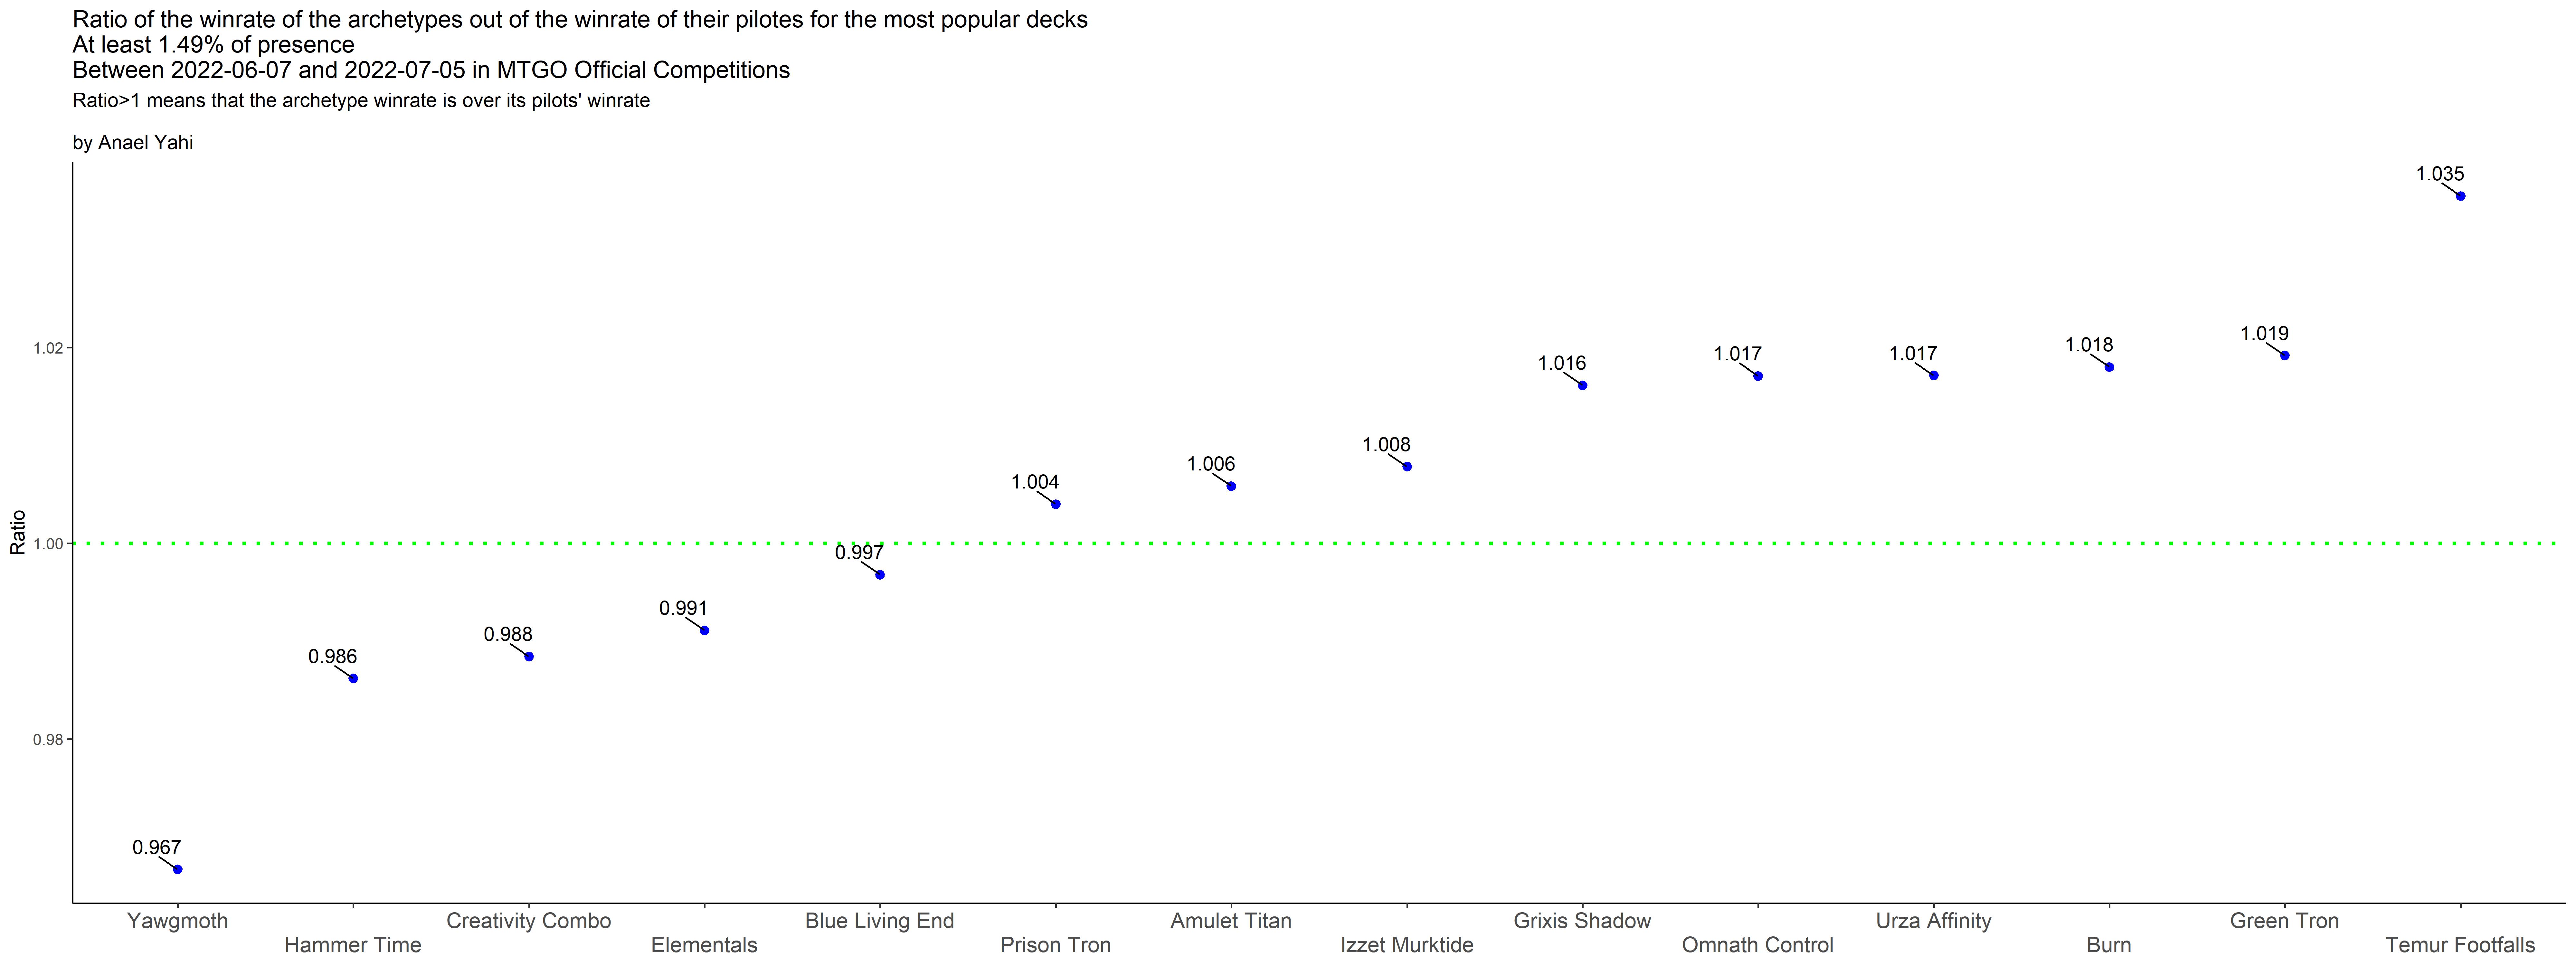 Ratio of the winrate of the archetypes out of the winrate of their pilotes for the most popular decks
At least 1.49% of presence
Between 2022-06-07 and 2022-07-05 in MTGO Official Competitions
Ratio>1 means that the archetype winrate is over its pilots' winrate
by Anael Yahi
1.035
1.02
1.019
1.018
1.017
1.017
1.016
1.008
1.006
1.004
Ratio
1.00
0.997
0.991
0.988
0.986
0.98
0.967
Yawgmoth
Hammer Time
Creativity Combo
Elementals
Blue Living End
Prison Tron
Amulet Titan
Izzet Murktide
Grixis Shadow
Omnath Control
Urza Affinity
Burn
Green Tron
Temur Footfalls